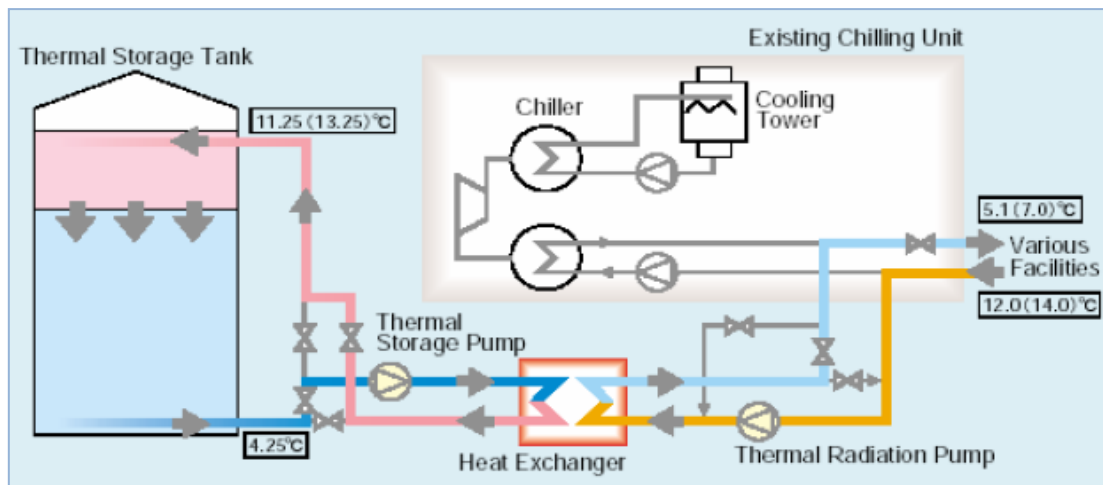 Existing Chilling Unit
Thermal Storage Tank
Chiller
Cooling
Tower
11.25 (13.25)°C
5.1 (7.0)°C
Various
Facilities
12.0 (14.0)°C
Thermal
Storage Pump
4.25°C
Heat Exchanger
Thermal Radiation Pump